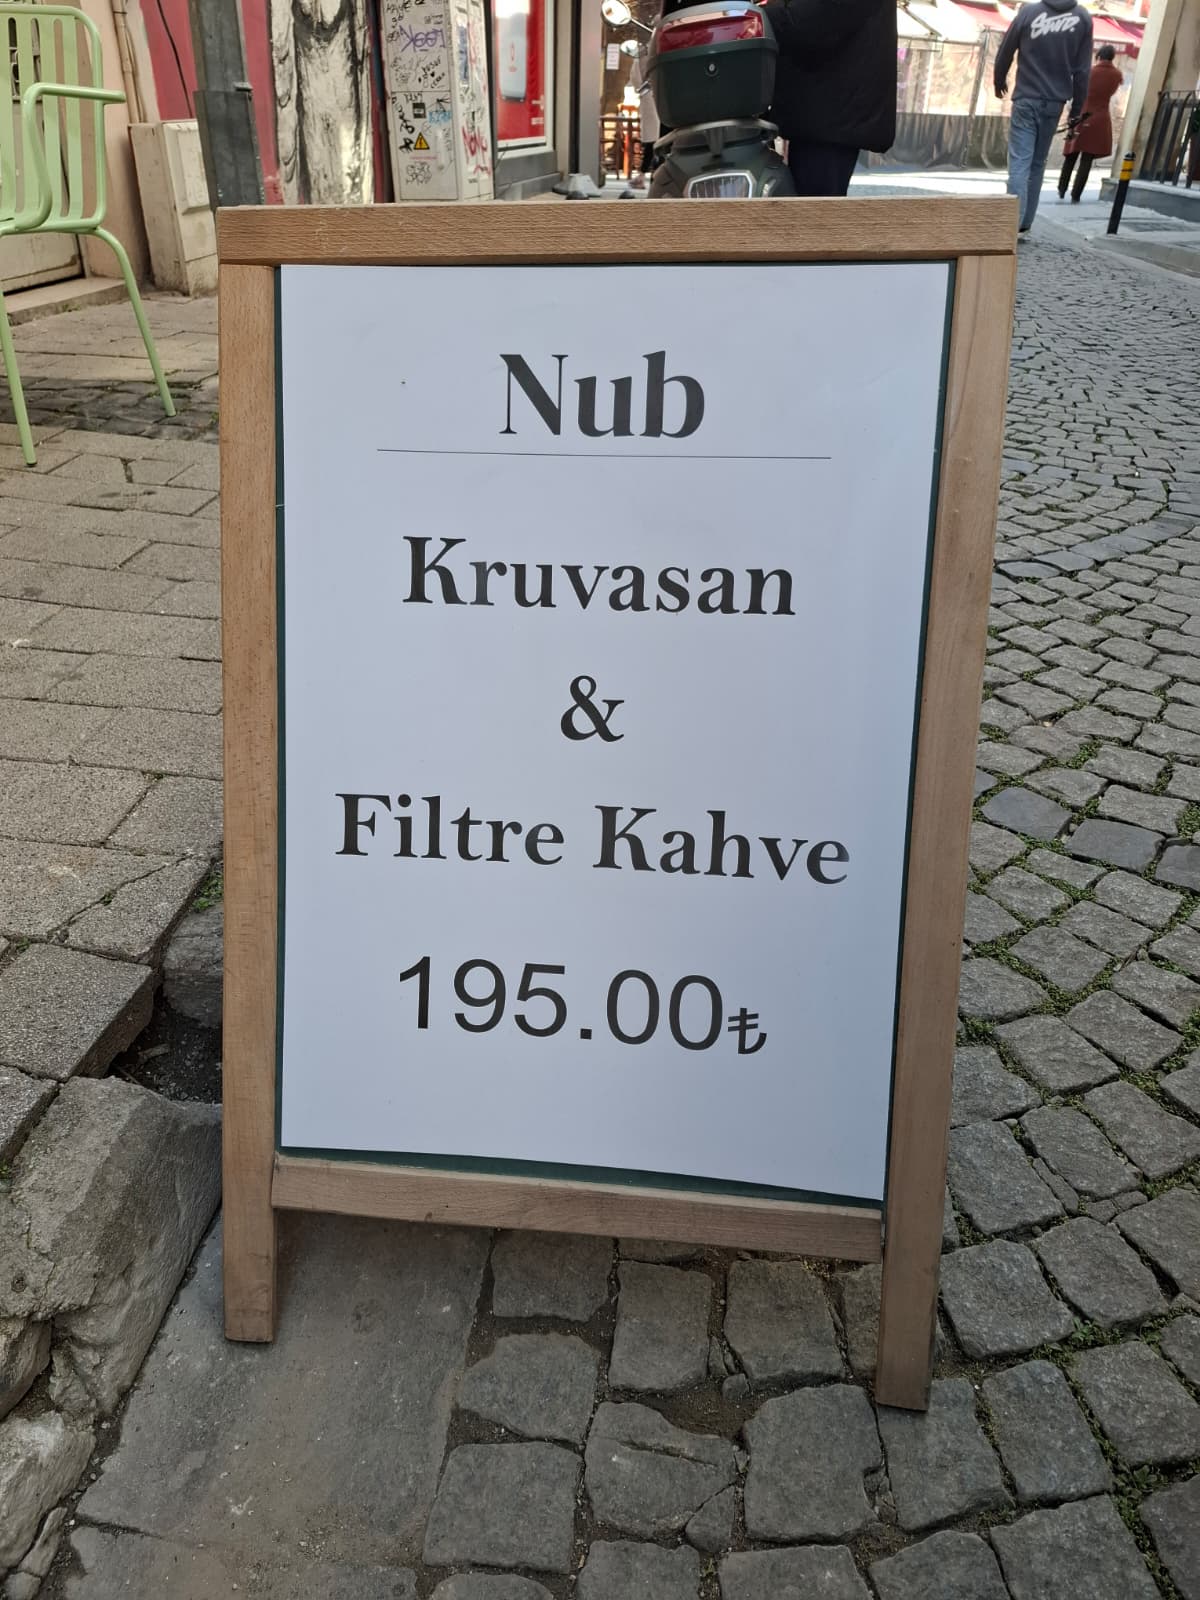 Nub
Kruvasan
&
Filtre Kahve
195.00₺